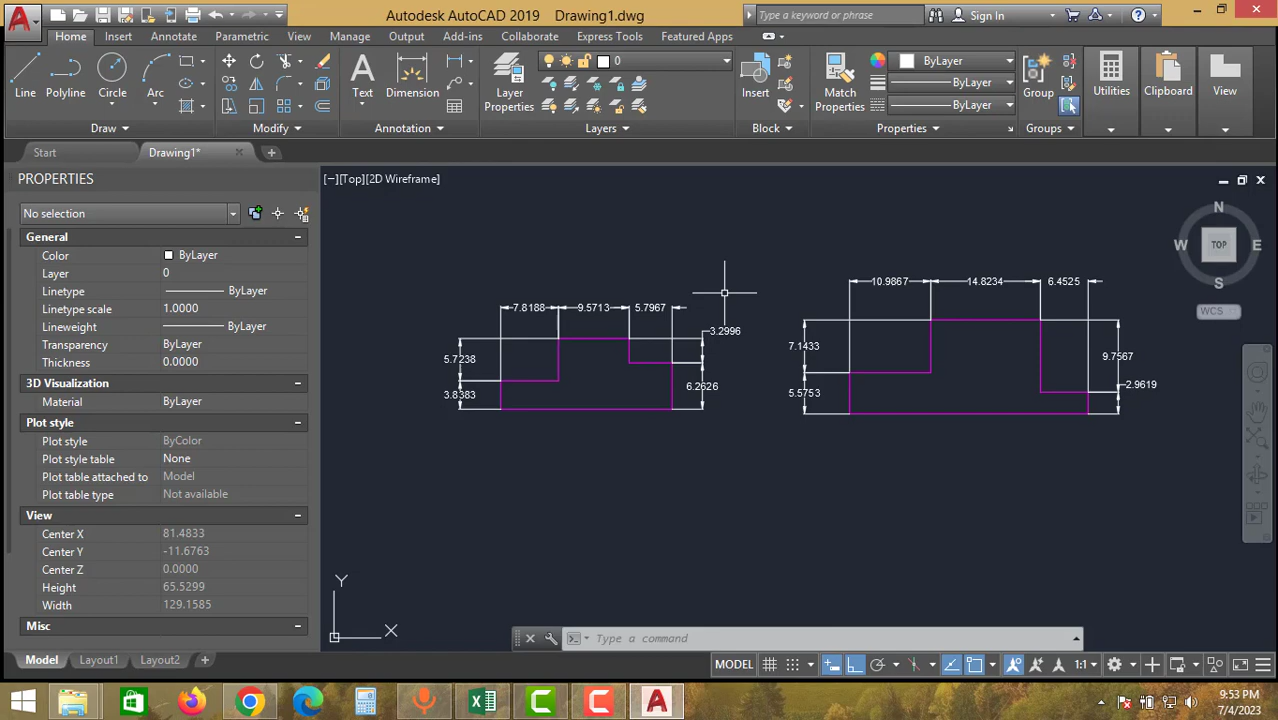 Autodesk AutoCAD 2019 Drawing1.dwg
Type a keyword or phrase
Sign In
Home Insert Annotate Parametric View Manage Output Add-ins Collaborate Express Tools Featured Apps
0
ByLayer
ByLayer
ByLayer
Line Polyline Circle Arc
Text Dimension
Layer Properties
Insert
Match Properties
Group
Utilities
Clipboard
View
Draw Modify Annotation Layers Block Properties Groups
Start Drawing1*
PROPERTIES
No selection
General
Color ByLayer
Layer 0
Linetype ByLayer
Linetype scale 1.0000
Lineweight ByLayer
Transparency ByLayer
Thickness 0.0000
3D Visualization
Material ByLayer
Plot style
Plot style ByColor
Plot style table None
Plot table attached to Model
Plot table type Not available
View
Center X 81.4833
Center Y -11.6763
Center Z 0.0000
Height 65.5299
Width 129.1585
Misc
[−][Top][2D Wireframe]
7.8188 9.5713 5.7967
3.2996
5.7238
6.2626
3.8383
10.9867 14.8234 6.4525
7.1433
9.7567
2.9619
5.5753
N
W TOP E
S
WCS
Y
X
Type a command
Model Layout1 Layout2 +
MODEL
1:1
9:53 PM
7/4/2023